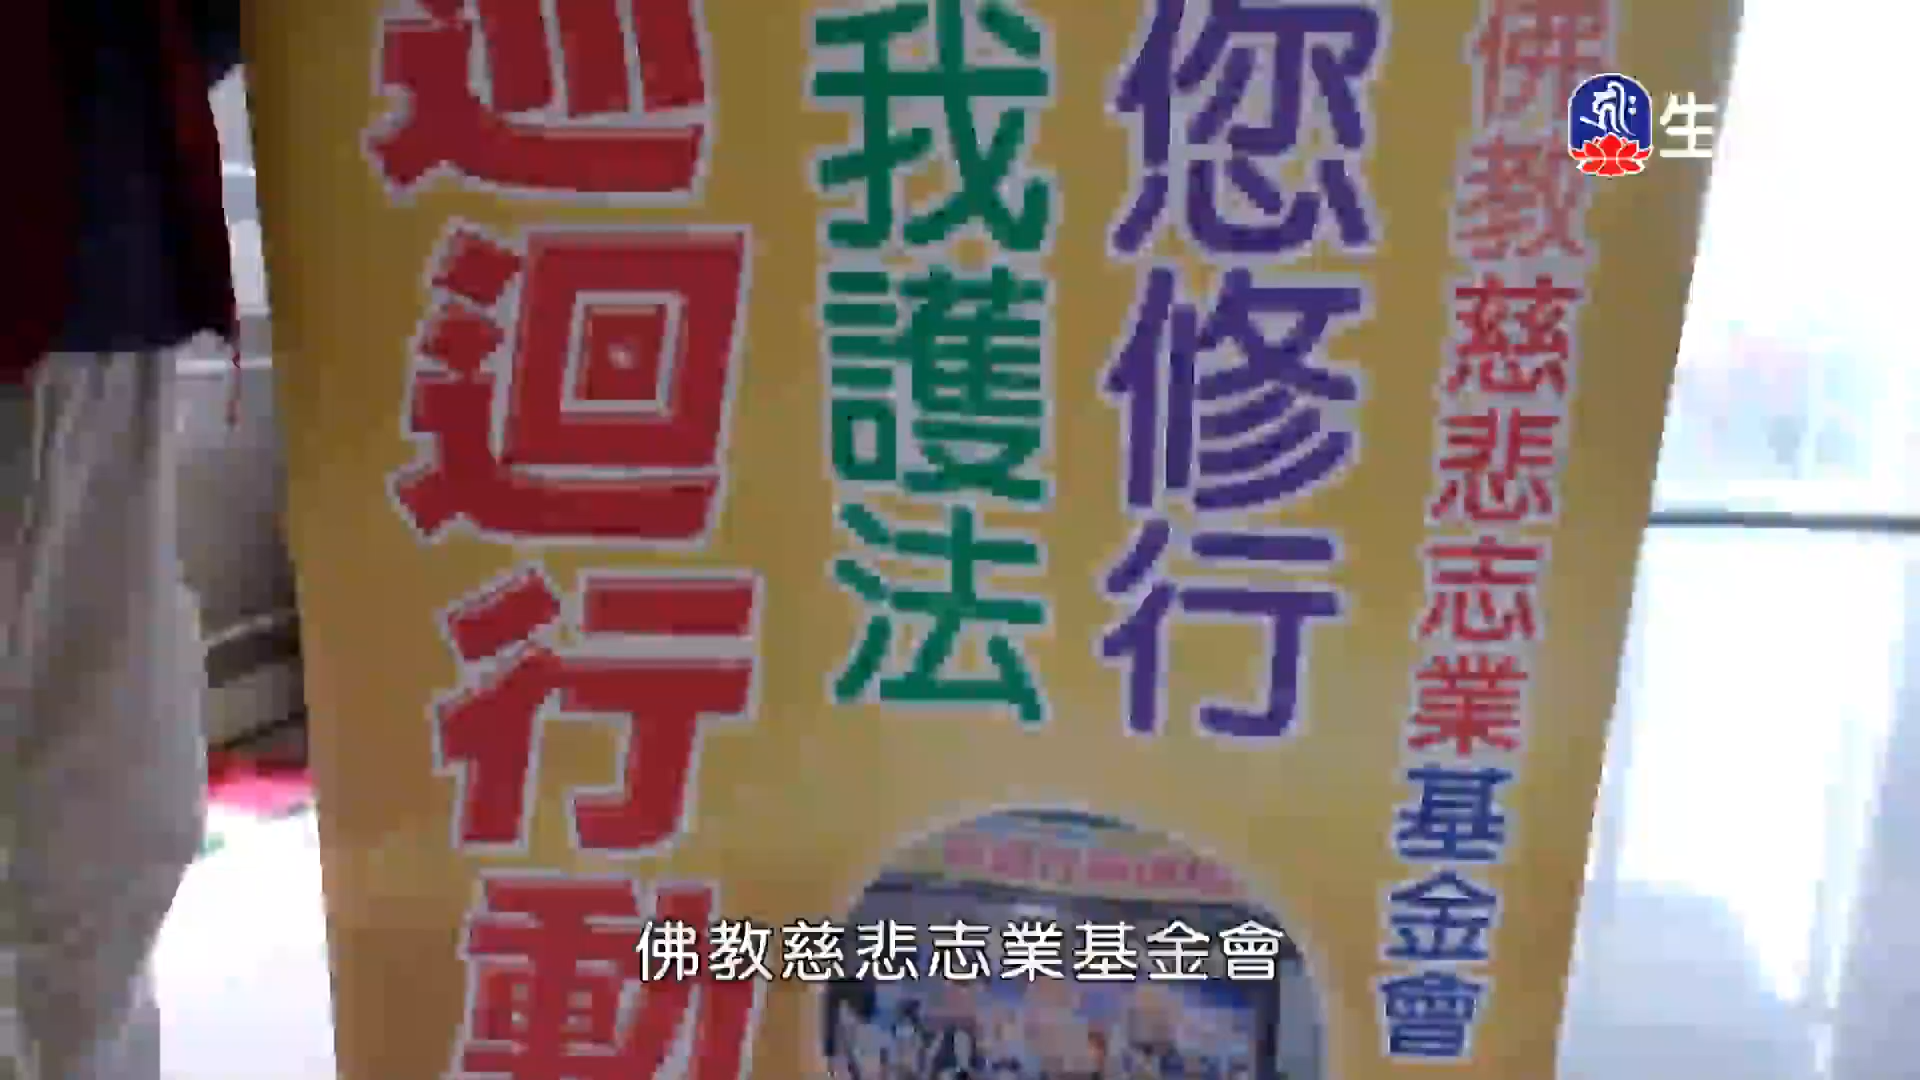 佛教慈悲志業基金會
您修行
我護法
巡迴行動
生
佛教慈悲志業基金會